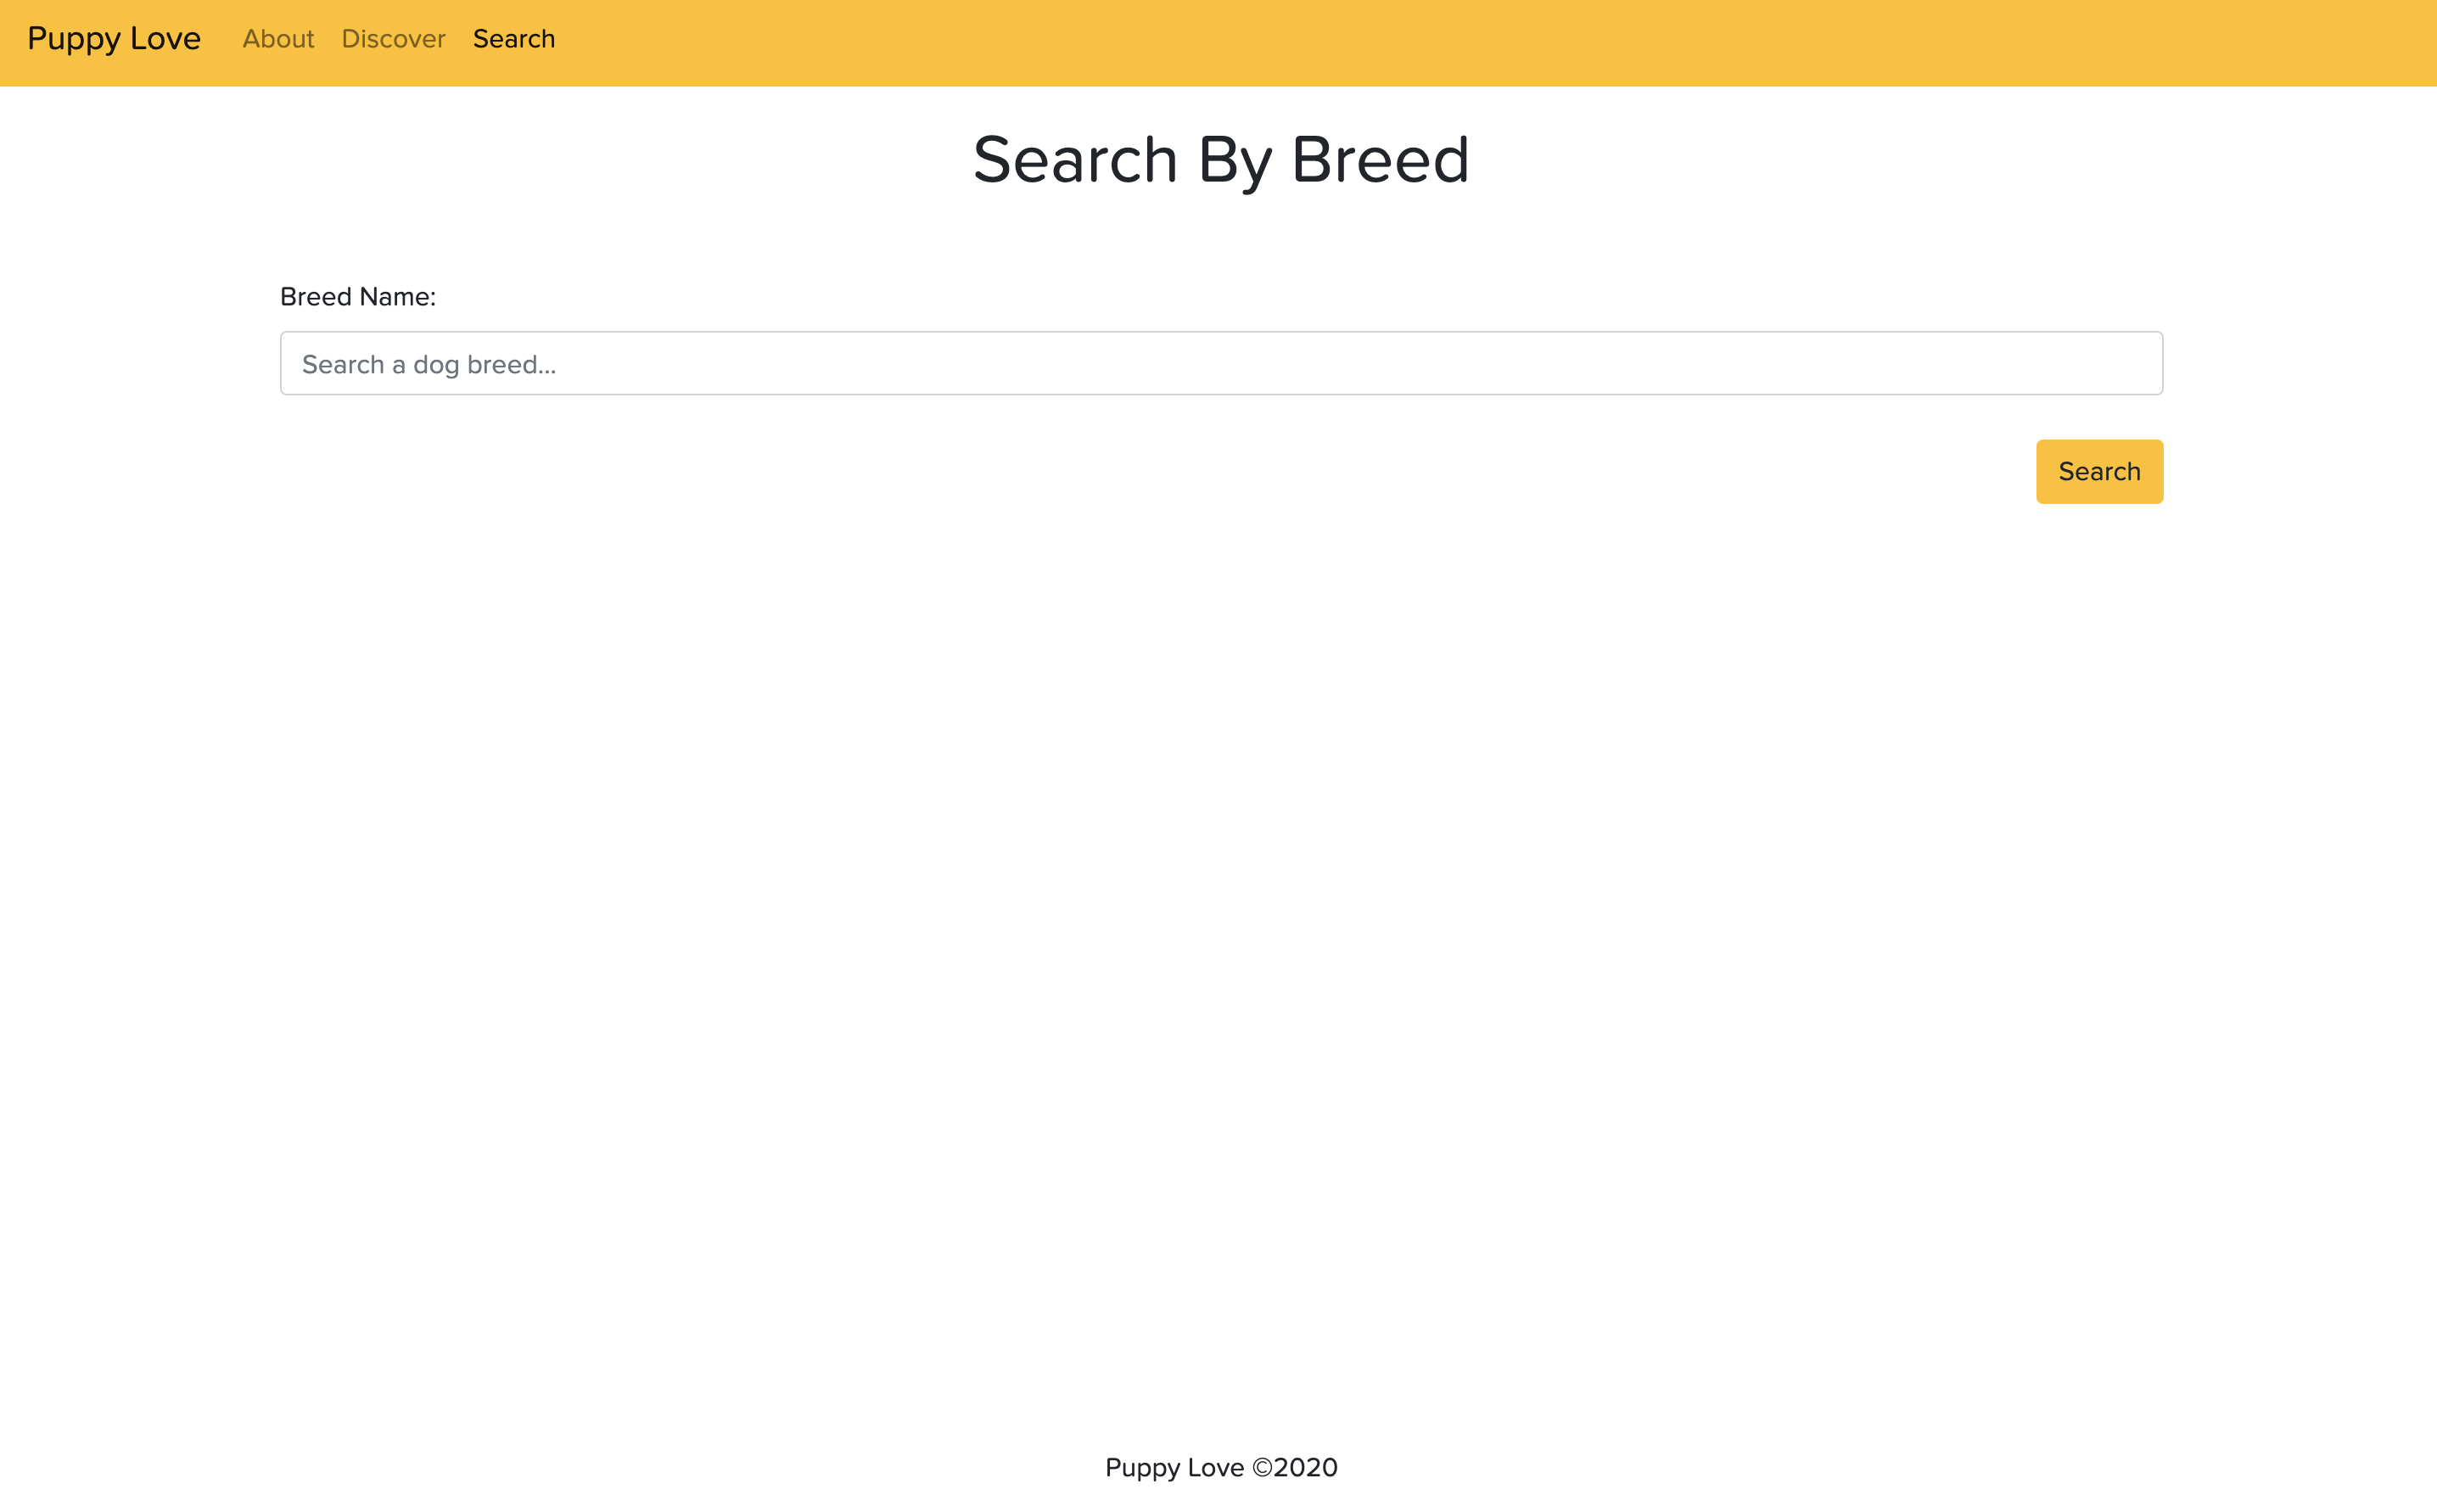 Puppy Love About Discover Search
Search By Breed
Breed Name:
Search a dog breed...
Search
Puppy Love ©2020